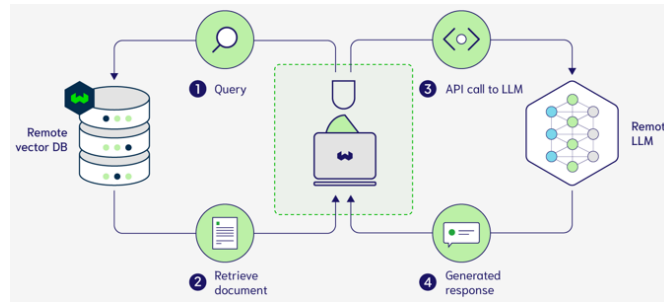 1 Query
3 API call to LLM
Remote
vector DB
Remot
LLM
2 Retrieve
document
4 Generated
response